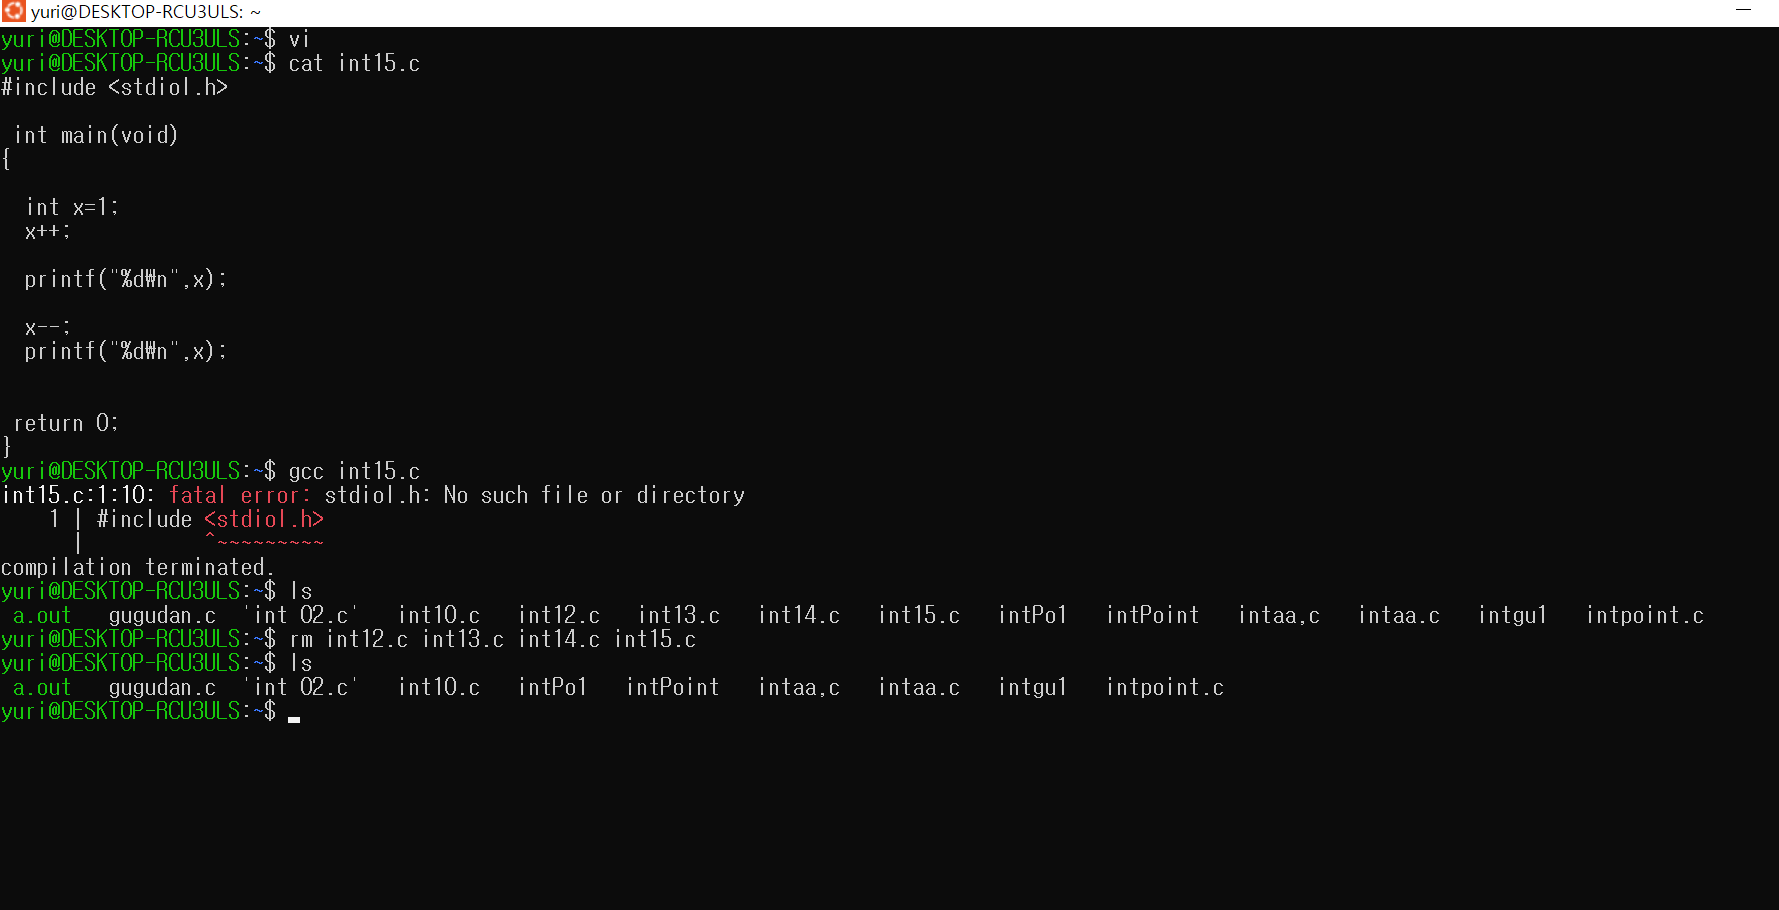 yuri@DESKTOP-RCU3ULS: ~
yuri@DESKTOP-RCU3ULS:~$ vi
yuri@DESKTOP-RCU3ULS:~$ cat int15.c
#include <stdiol.h>
int main(void)
{
int x=1;
x++;
printf("%d₩n",x);
x--;
printf("%d₩n",x);
return 0;
}
yuri@DESKTOP-RCU3ULS:~$ gcc int15.c
int15.c:1:10: fatal error: stdiol.h: No such file or directory
1 | #include <stdiol.h>
| ^~~~~~~~~~
compilation terminated.
yuri@DESKTOP-RCU3ULS:~$ ls
a.out gugudan.c 'int 02.c' int10.c int12.c int13.c int14.c int15.c intPo1 intPoint intaa,c intaa.c intgu1 intpoint.c
yuri@DESKTOP-RCU3ULS:~$ rm int12.c int13.c int14.c int15.c
yuri@DESKTOP-RCU3ULS:~$ ls
a.out gugudan.c 'int 02.c' int10.c intPo1 intPoint intaa,c intaa.c intgu1 intpoint.c
yuri@DESKTOP-RCU3ULS:~$